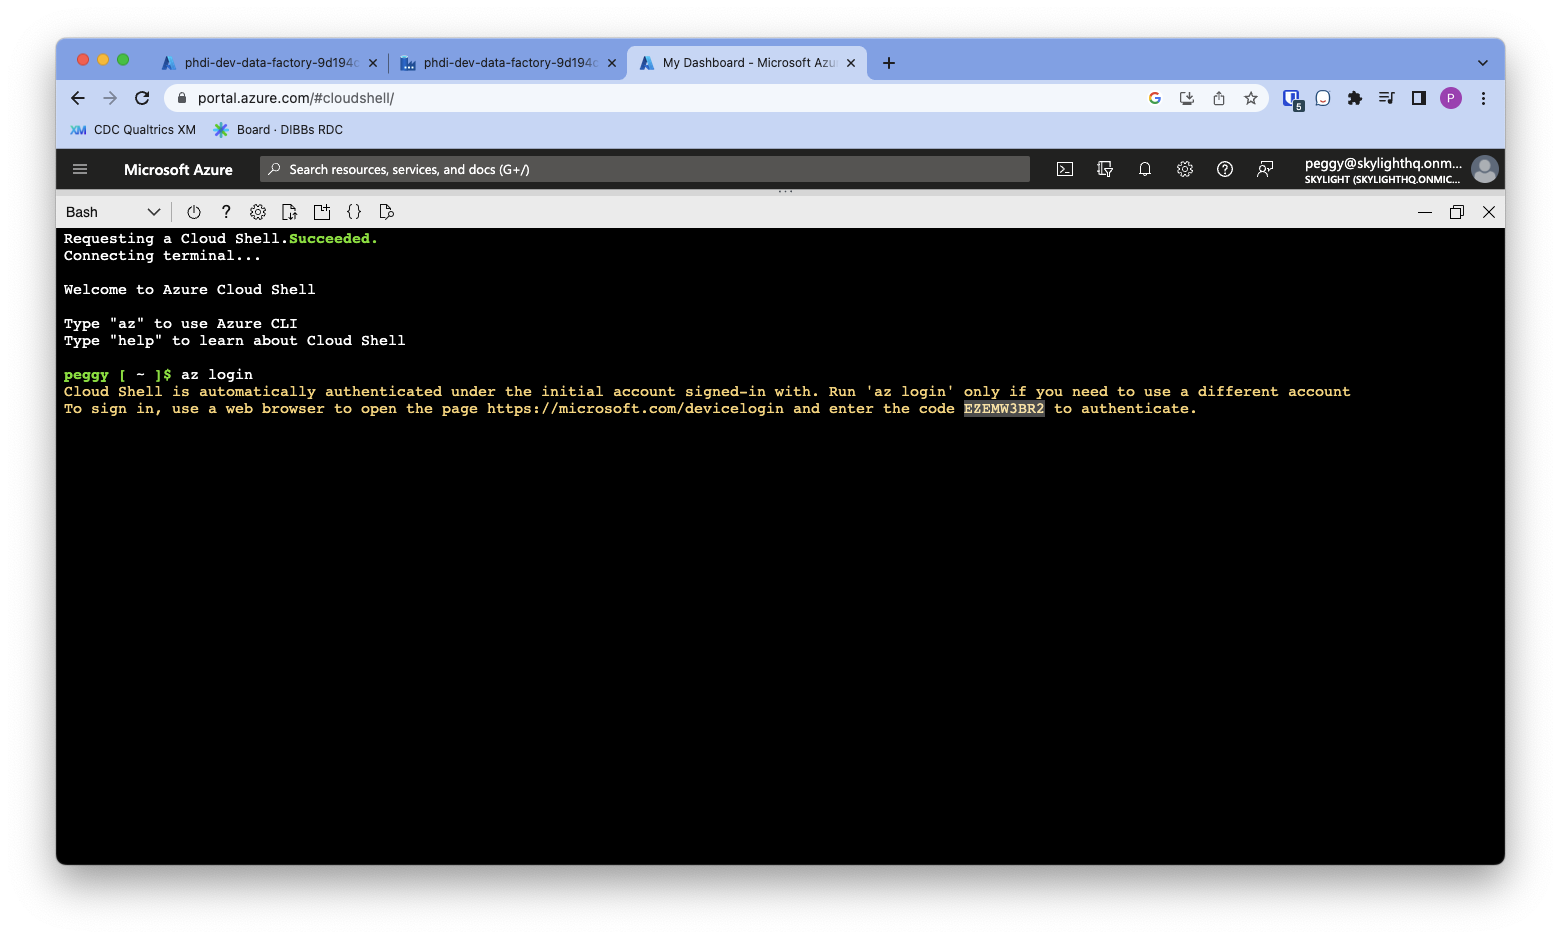 phdi-dev-data-factory-9d194c
phdi-dev-data-factory-9d194c
My Dashboard - Microsoft Azu
portal.azure.com/#cloudshell/
5
P
XM CDC Qualtrics XM
Board · DIBBs RDC
Microsoft Azure
Search resources, services, and docs (G+/)
peggy@skylighthq.onm...
SKYLIGHT (SKYLIGHTHQ.ONMIC...
Bash
Requesting a Cloud Shell.Succeeded.
Connecting terminal...
Welcome to Azure Cloud Shell
Type "az" to use Azure CLI
Type "help" to learn about Cloud Shell
peggy [ ~ ]$ az login
Cloud Shell is automatically authenticated under the initial account signed-in with. Run 'az login' only if you need to use a different account
To sign in, use a web browser to open the page https://microsoft.com/devicelogin and enter the code EZEMW3BR2 to authenticate.